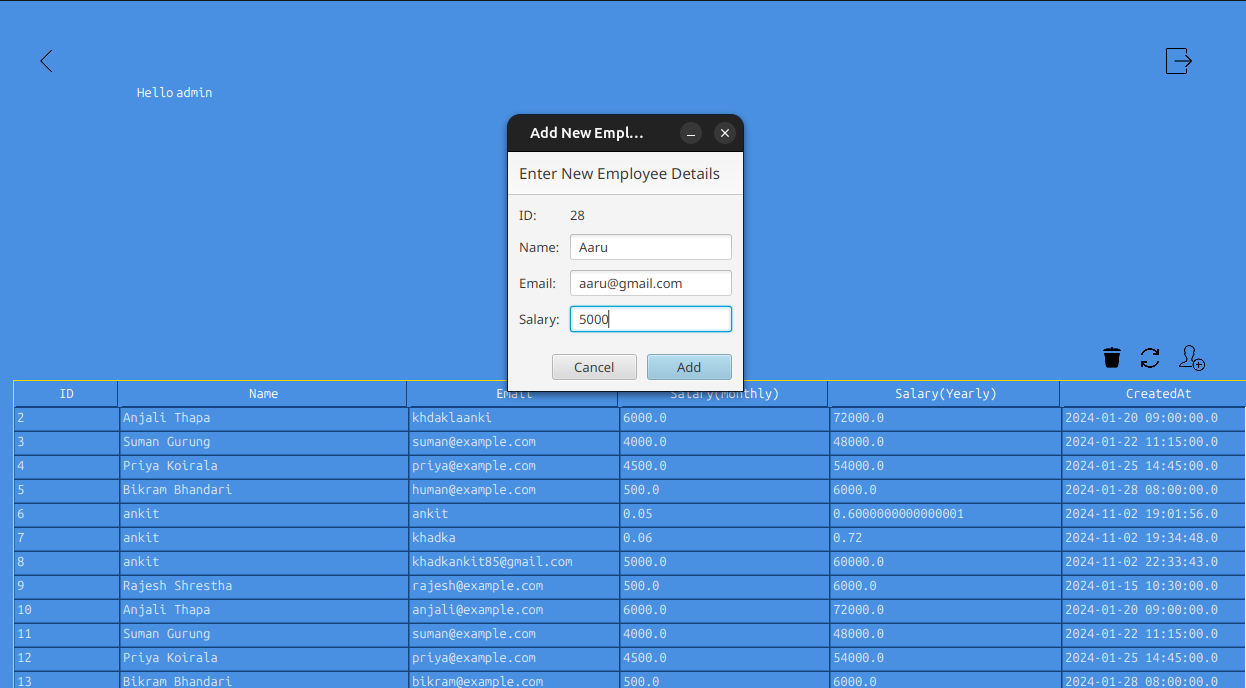 Hello admin
Add New Empl...
Enter New Employee Details
ID: 28
Name: Aaru
Email: aaru@gmail.com
Salary: 5000
Cancel Add
ID Name Email Salary(Monthly) Salary(Yearly) CreatedAt
2 Anjali Thapa khdaklaanki 6000.0 72000.0 2024-01-20 09:00:00.0
3 Suman Gurung suman@example.com 4000.0 48000.0 2024-01-22 11:15:00.0
4 Priya Koirala priya@example.com 4500.0 54000.0 2024-01-25 14:45:00.0
5 Bikram Bhandari human@example.com 500.0 6000.0 2024-01-28 08:00:00.0
6 ankit ankit 0.05 0.6000000000000001 2024-11-02 19:01:56.0
7 ankit khadka 0.06 0.72 2024-11-02 19:34:48.0
8 ankit khadkankit85@gmail.com 5000.0 60000.0 2024-11-02 22:33:43.0
9 Rajesh Shrestha rajesh@example.com 500.0 6000.0 2024-01-15 10:30:00.0
10 Anjali Thapa anjali@example.com 6000.0 72000.0 2024-01-20 09:00:00.0
11 Suman Gurung suman@example.com 4000.0 48000.0 2024-01-22 11:15:00.0
12 Priya Koirala priya@example.com 4500.0 54000.0 2024-01-25 14:45:00.0
13 Bikram Bhandari bikram@example.com 500.0 6000.0 2024-01-28 08:00:00.0